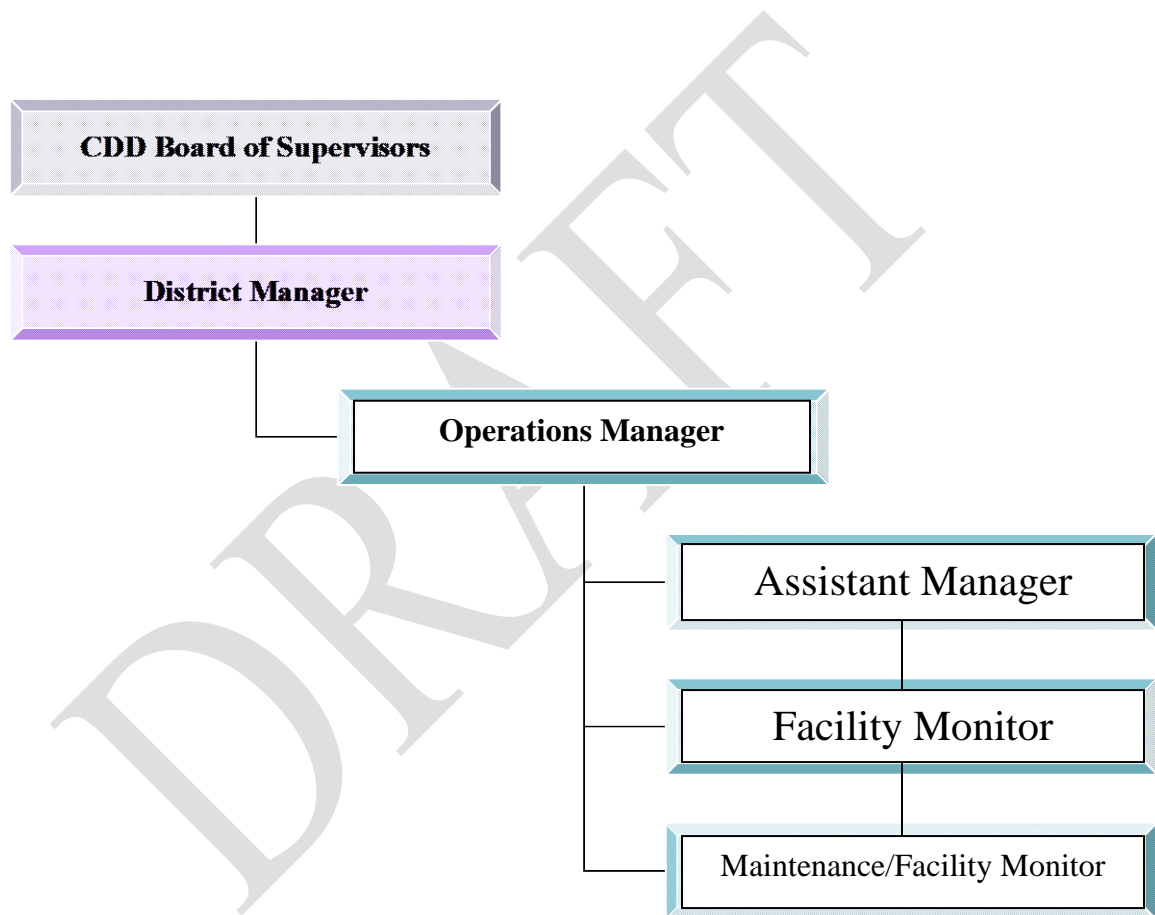 CDD Board of Supervisors
District Manager
Operations Manager
Assistant Manager
Facility Monitor
Maintenance/Facility Monitor
DRAFT